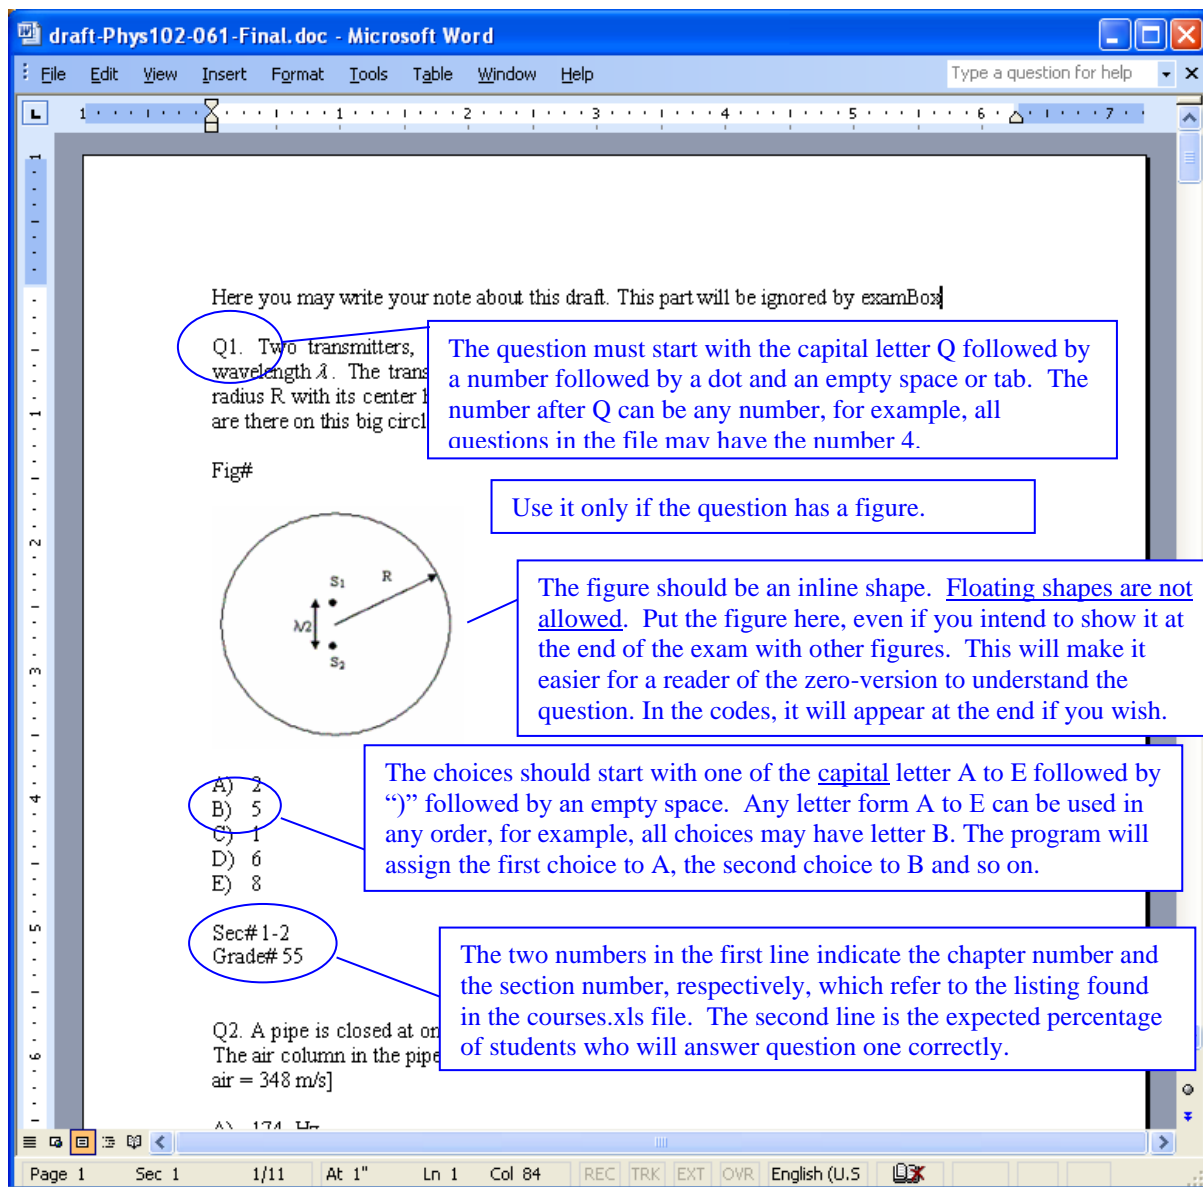 draft-Phys102-061-Final.doc - Microsoft Word
File Edit View Insert Format Tools Table Window Help Type a question for help
1 1 2 3 4 5 6 7
Here you may write your note about this draft. This part will be ignored by examBox
Q1. Two transmitters,
wavelength λ. The trans
radius R with its center
are there on this big circl
The question must start with the capital letter Q followed by
a number followed by a dot and an empty space or tab. The
number after Q can be any number, for example, all
questions in the file may have the number 4.
Fig#
Use it only if the question has a figure.
S1
R
λ/2
S2
The figure should be an inline shape. Floating shapes are not
allowed. Put the figure here, even if you intend to show it at
the end of the exam with other figures. This will make it
easier for a reader of the zero-version to understand the
question. In the codes, it will appear at the end if you wish.
A) 2
B) 5
C) 1
D) 6
E) 8
The choices should start with one of the capital letter A to E followed by
“)” followed by an empty space. Any letter form A to E can be used in
any order, for example, all choices may have letter B. The program will
assign the first choice to A, the second choice to B and so on.
Sec# 1-2
Grade# 55
The two numbers in the first line indicate the chapter number and
the section number, respectively, which refer to the listing found
in the courses.xls file. The second line is the expected percentage
of students who will answer question one correctly.
Q2. A pipe is closed at on
The air column in the pipe
air = 348 m/s]
A) 174 Hz
Page 1 Sec 1 1/11 At 1" Ln 1 Col 84 REC TRK EXT OVR English (U.S